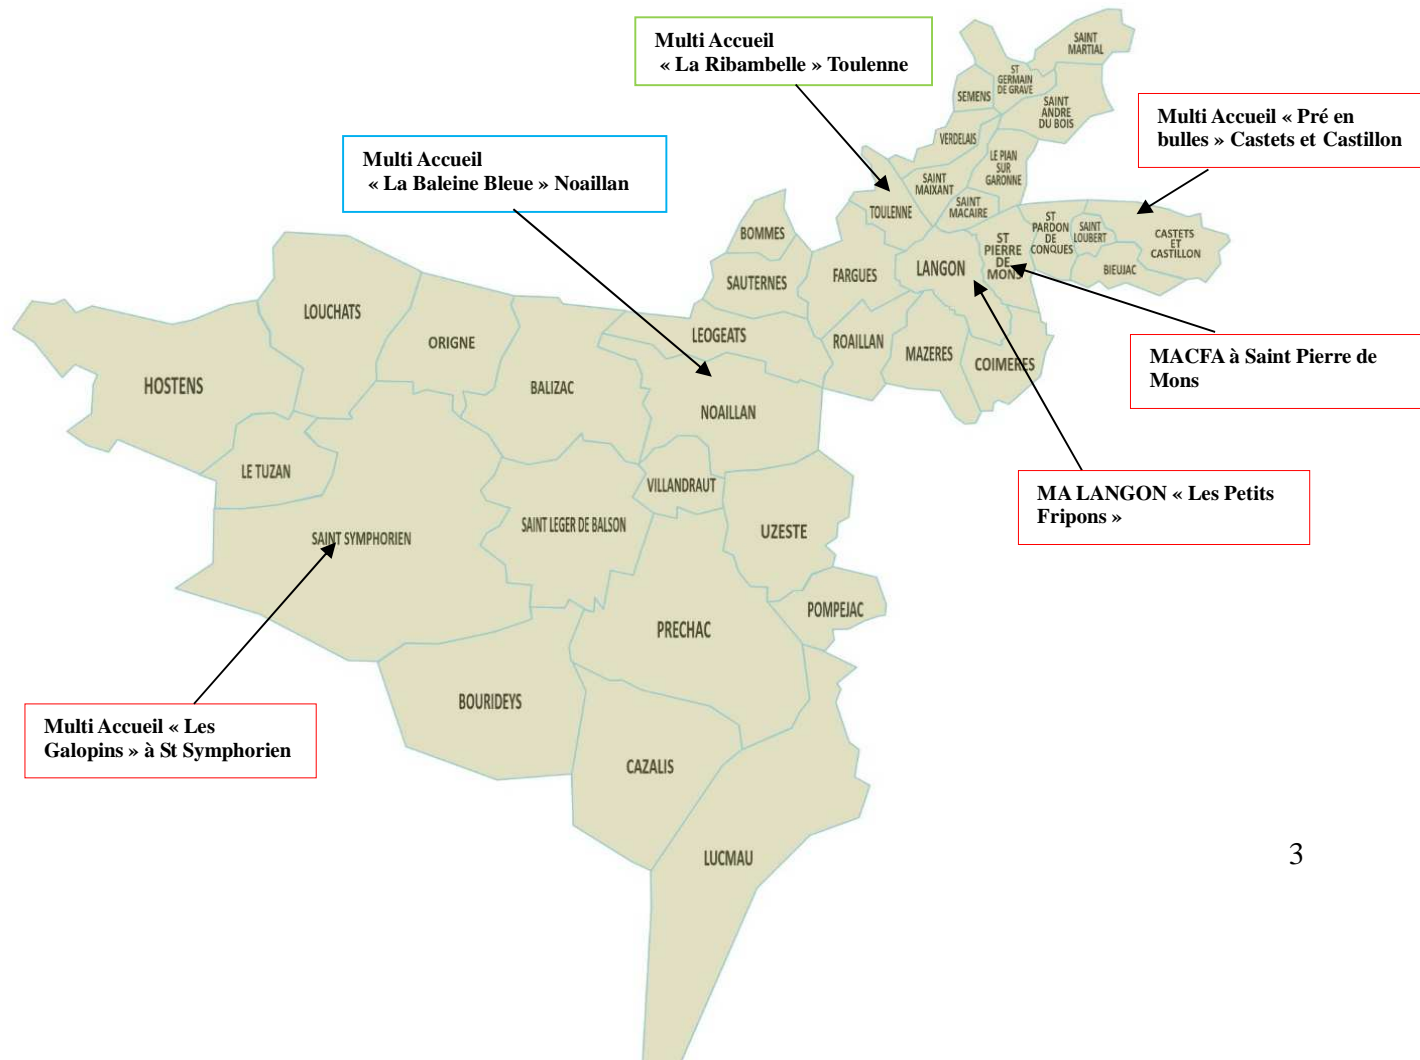 Multi Accueil
« La Ribambelle » Toulenne
Multi Accueil « Pré en
bulles » Castets et Castillon
Multi Accueil
« La Baleine Bleue » Noaillan
MACFA à Saint Pierre de
Mons
MA LANGON « Les Petits
Fripons »
Multi Accueil « Les
Galopins » à St Symphorien
SAINT
MARTIAL
ST
GERMAIN
DE GRAVE
SEMENS
SAINT
ANDRE
DU BOIS
VERDELAIS
LE PIAN
SUR
GARONNE
SAINT
MAIXANT
SAINT
MACAIRE
TOULENNE
ST
PARDON
DE
CONQUES
SAINT
LOUBERT
CASTETS
ET
CASTILLON
BIEUJAC
ST
PIERRE
DE
MONS
LANGON
FARGUES
BOMMES
SAUTERNES
LEOGEATS
ROAILLAN
MAZERES
COIMERES
LOUCHATS
ORIGNE
HOSTENS
BALIZAC
NOAILLAN
LE TUZAN
VILLANDRAUT
SAINT SYMPHORIEN
SAINT LEGER DE BALSON
UZESTE
POMPEJAC
PRECHAC
BOURIDEYS
CAZALIS
LUCMAU
3